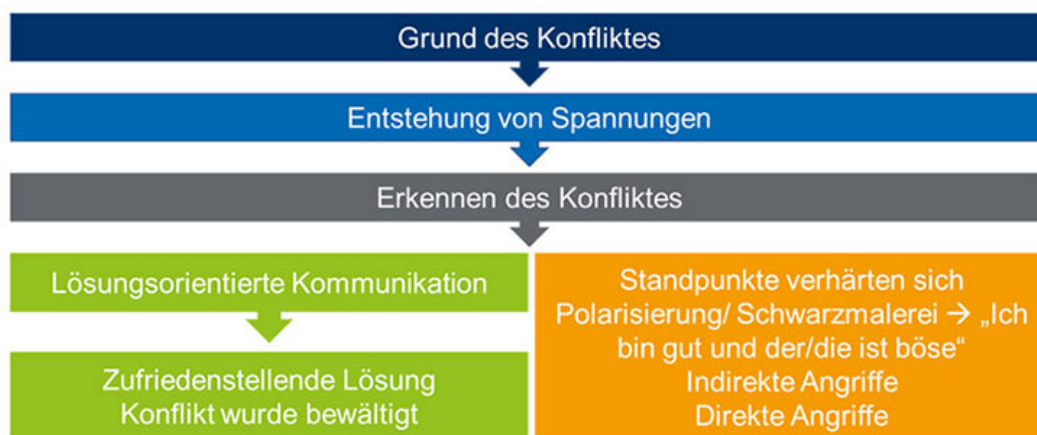 Grund des Konfliktes
Entstehung von Spannungen
Erkennen des Konfliktes
Lösungsorientierte Kommunikation
Zufriedenstellende Lösung
Konflikt wurde bewältigt
Standpunkte verhärten sich
Polarisierung/ Schwarzmalerei → „Ich
bin gut und der/die ist böse“
Indirekte Angriffe
Direkte Angriffe